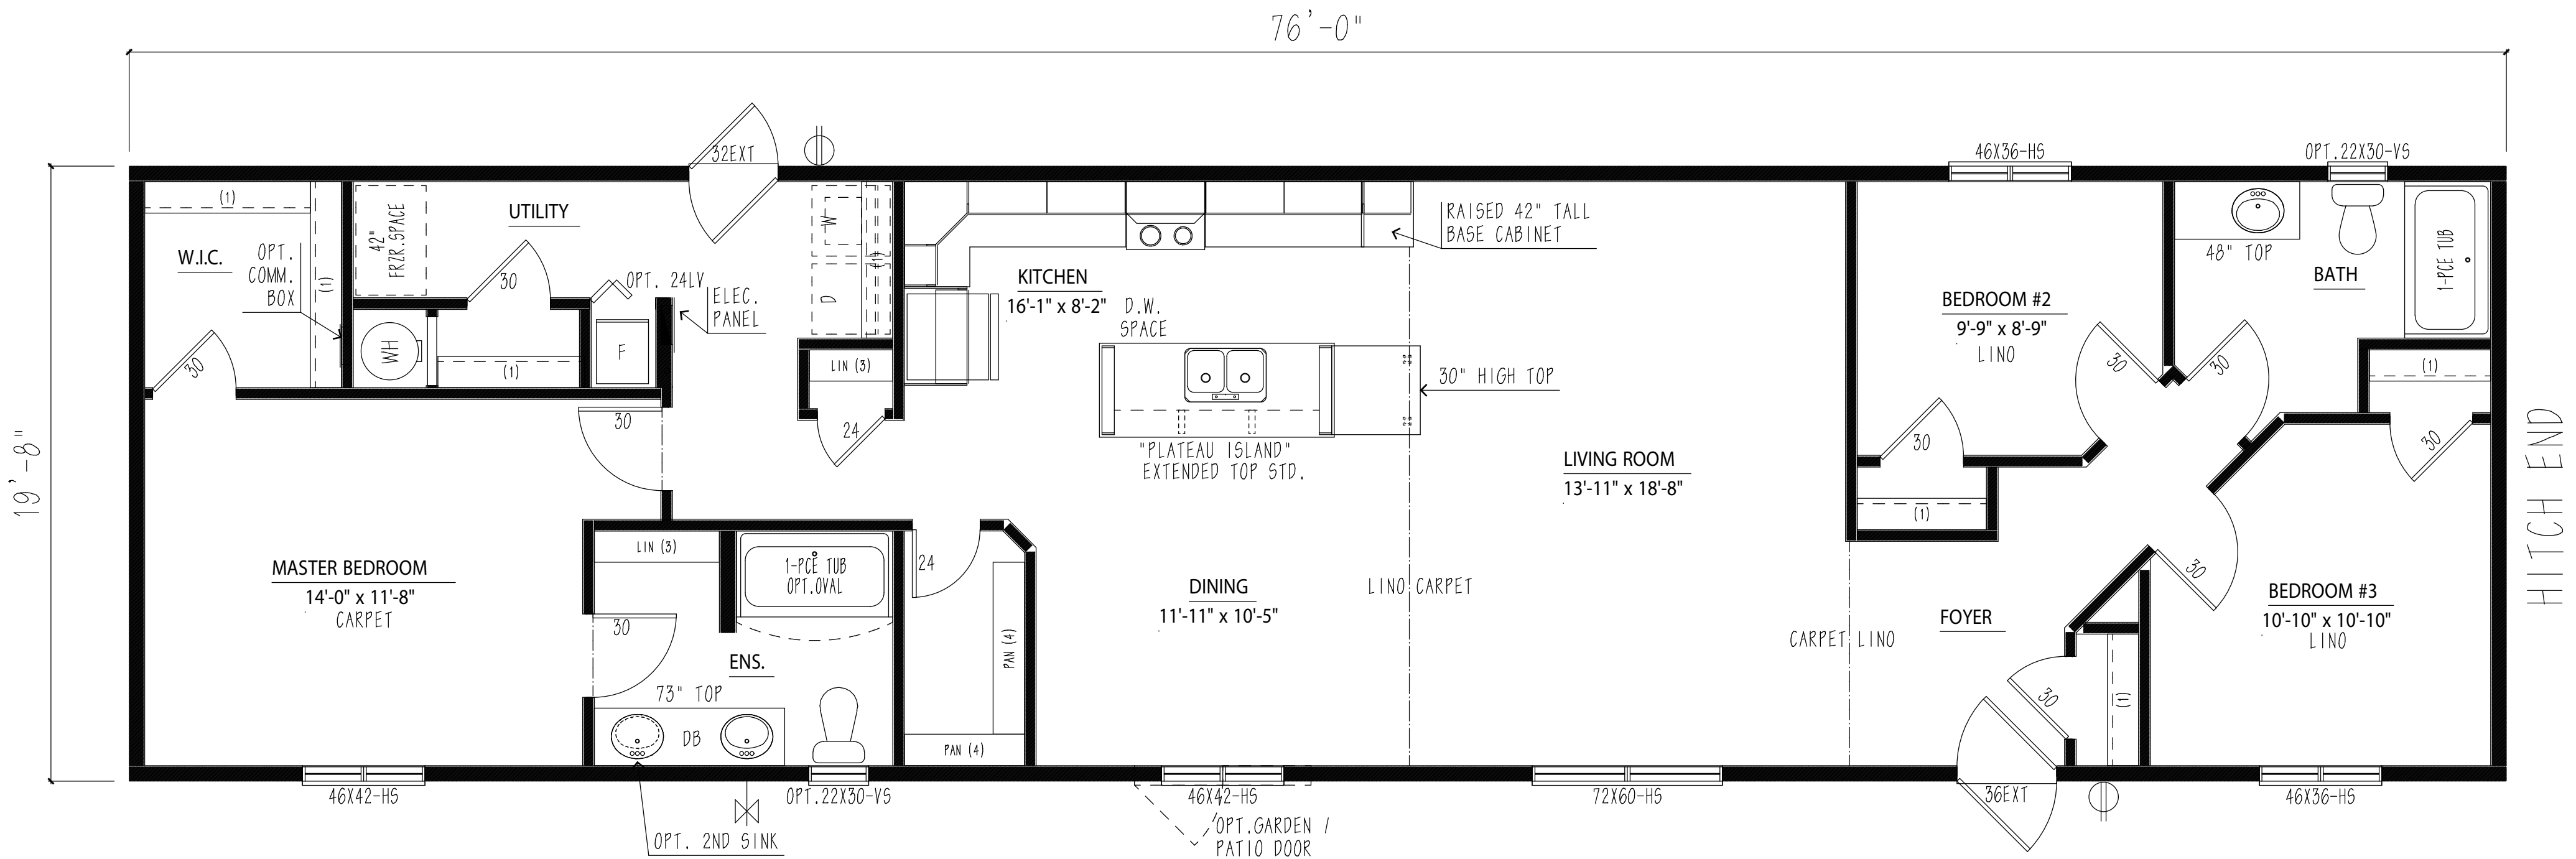 76'-0"
19'-8"
HITCH END
32EXT
46X36-HS
OPT.22X30-VS
(1)
W.I.C.
OPT.
COMM.
BOX
(1)
30
42"
FRZR.SPACE
UTILITY
30
WH
(1)
OPT. 24LV
F
ELEC.
PANEL
W
D
(1)
LIN (3)
24
30
KITCHEN
16'-1" x 8'-2"
D.W.
SPACE
"PLATEAU ISLAND"
EXTENDED TOP STD.
RAISED 42" TALL
BASE CABINET
30" HIGH TOP
LIVING ROOM
13'-11" x 18'-8"
BEDROOM #2
9'-9" x 8'-9"
LINO
30
30
(1)
48" TOP
BATH
1-PCE TUB
30
(1)
30
MASTER BEDROOM
14'-0" x 11'-8"
CARPET
LIN (3)
30
1-PCE TUB
OPT.OVAL
ENS.
73" TOP
DB
24
PAN (4)
PAN (4)
DINING
11'-11" x 10'-5"
LINO CARPET
CARPET LINO
FOYER
30
30
(1)
BEDROOM #3
10'-10" x 10'-10"
LINO
46X42-HS
OPT. 2ND SINK
OPT.22X30-VS
46X42-HS
OPT.GARDEN /
PATIO DOOR
72X60-HS
36EXT
46X36-HS